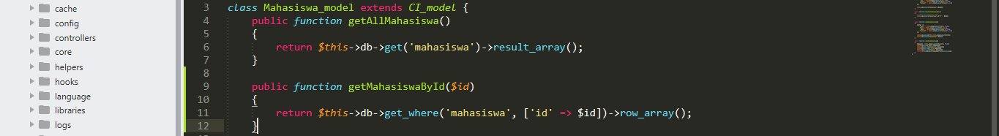 cache
config
controllers
core
helpers
hooks
language
libraries
logs
3 class Mahasiswa_model extends CI_model {
4 public function getAllMahasiswa()
5 {
6 return $this->db->get('mahasiswa')->result_array();
7 }
8
9 public function getMahasiswaById($id)
10 {
11 return $this->db->get_where('mahasiswa', ['id' => $id])->row_array();
12 }